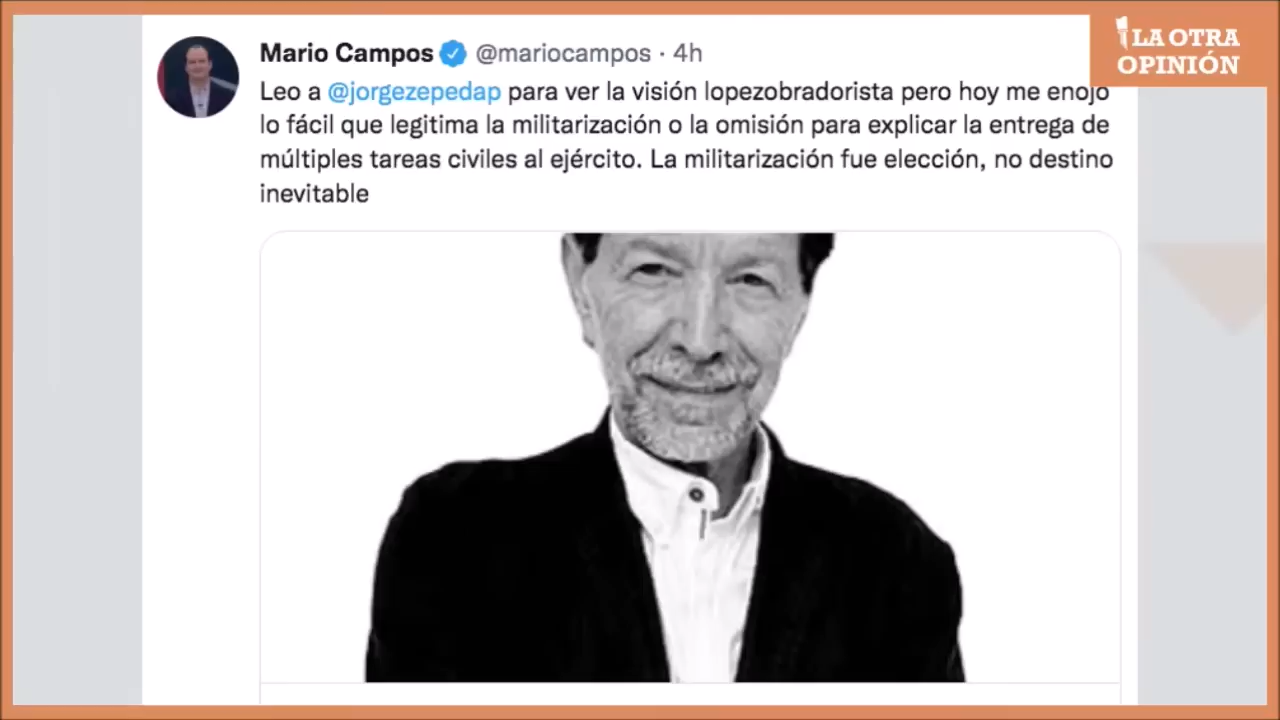 Mario Campos @mariocampos · 4h
Leo a @jorgezepedap para ver la visión lopezobradorista pero hoy me enojó
lo fácil que legitima la militarización o la omisión para explicar la entrega de
múltiples tareas civiles al ejército. La militarización fue elección, no destino
inevitable
LA OTRA
OPINIÓN